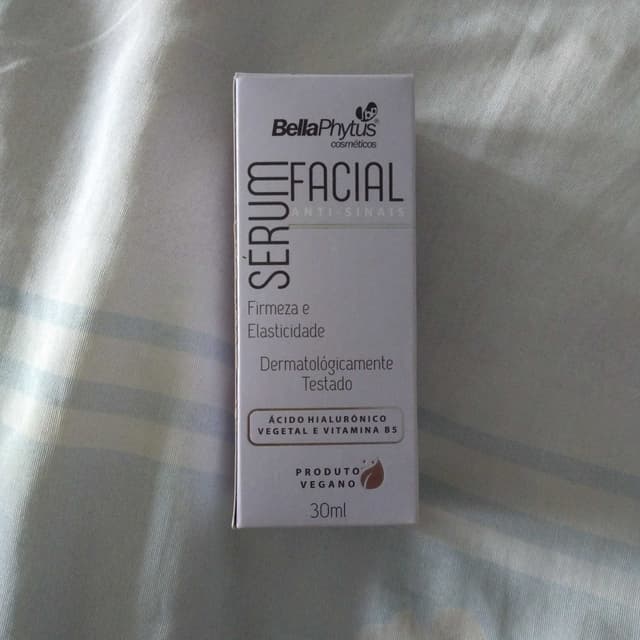 BellaPhytus
cosméticos
SÉRUM
FACIAL
ANTI-SINAIS
Firmeza e
Elasticidade
Dermatológicamente
Testado
ÁCIDO HIALURÔNICO
VEGETAL E VITAMINA B5
PRODUTO
VEGANO
30ml